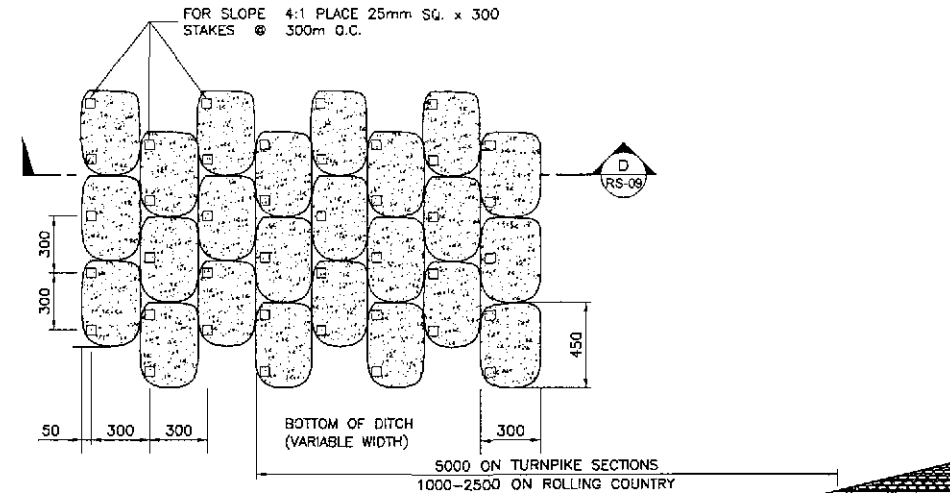 FOR SLOPE 4:1 PLACE 25mm SQ. x 300
STAKES @ 300m O.C.
D
RS-09
300
300
450
50
300
300
BOTTOM OF DITCH
(VARIABLE WIDTH)
300
5000 ON TURNPIKE SECTIONS
1000-2500 ON ROLLING COUNTRY